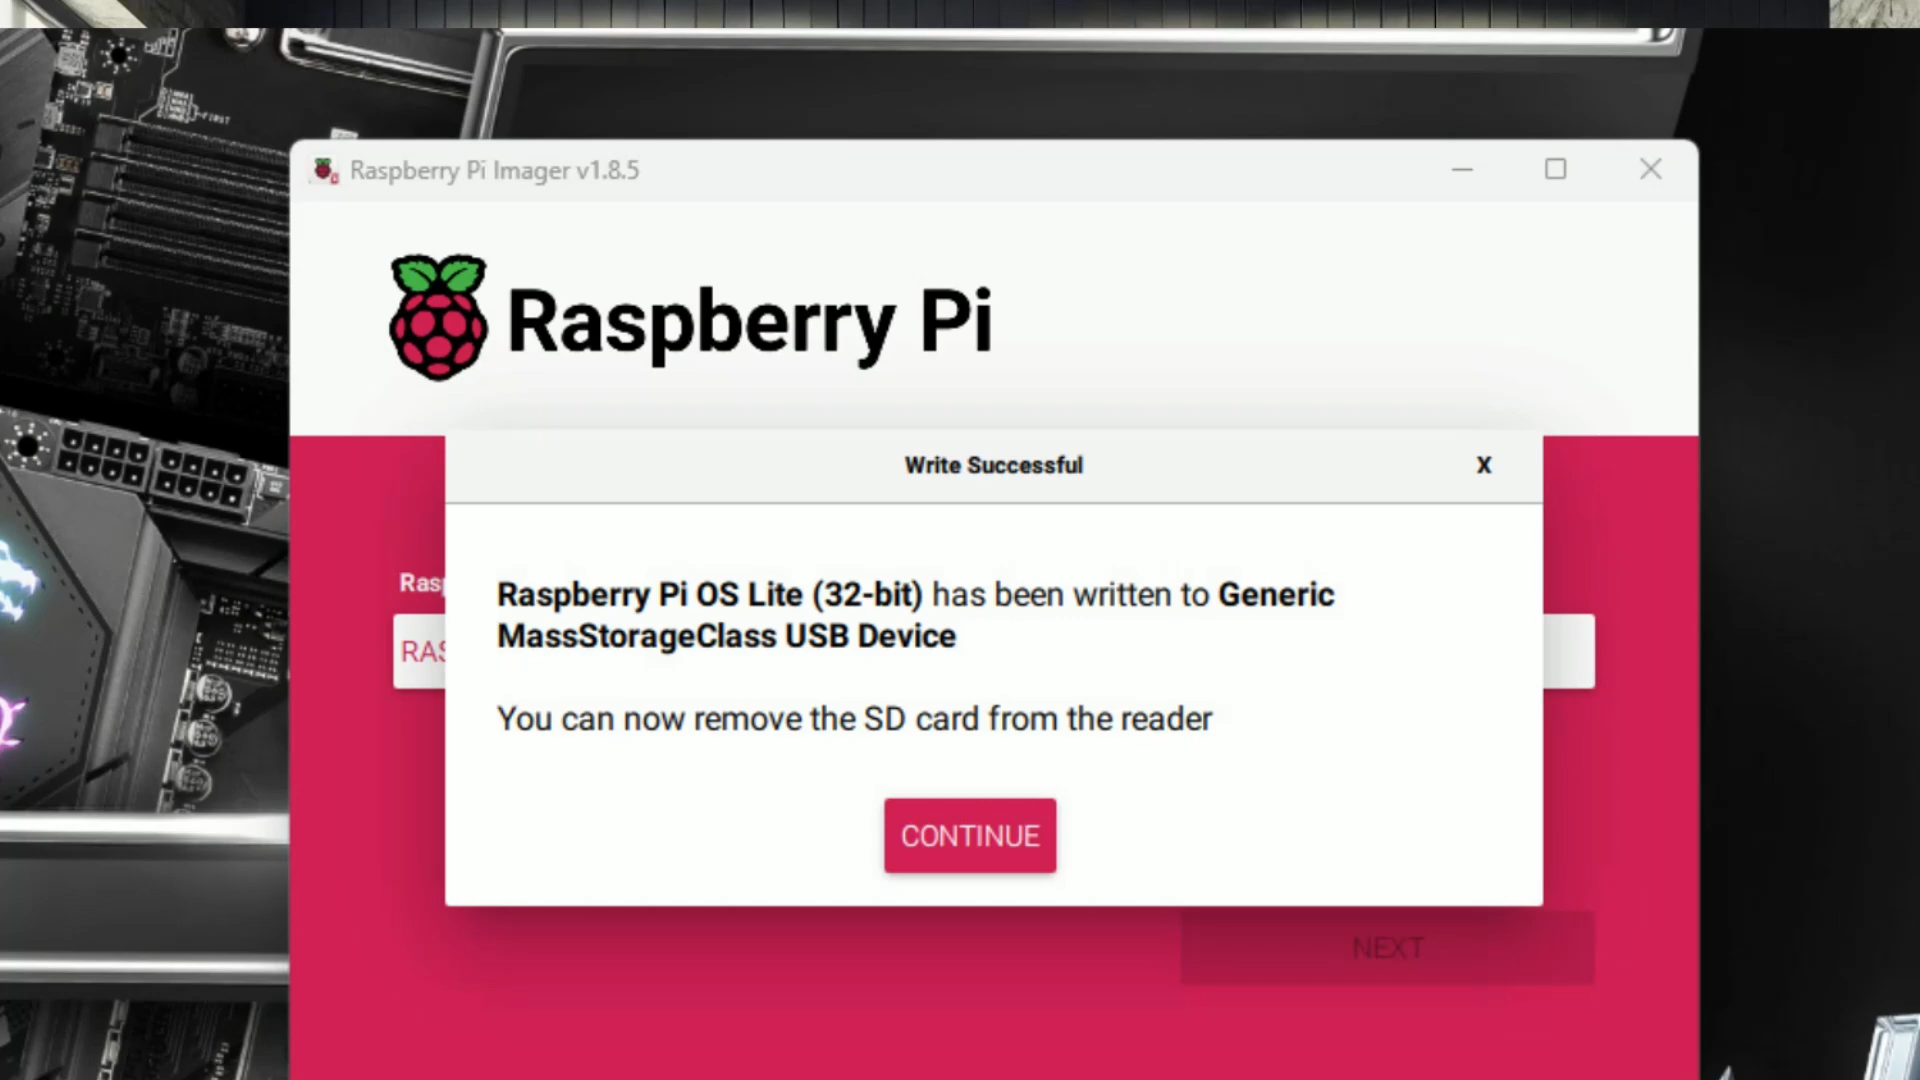 FIRST
Raspberry Pi Imager v1.8.5
Raspberry Pi
Write Successful
X
Raspberry Pi OS Lite (32-bit) has been written to Generic
MassStorageClass USB Device
You can now remove the SD card from the reader
CONTINUE
NEXT